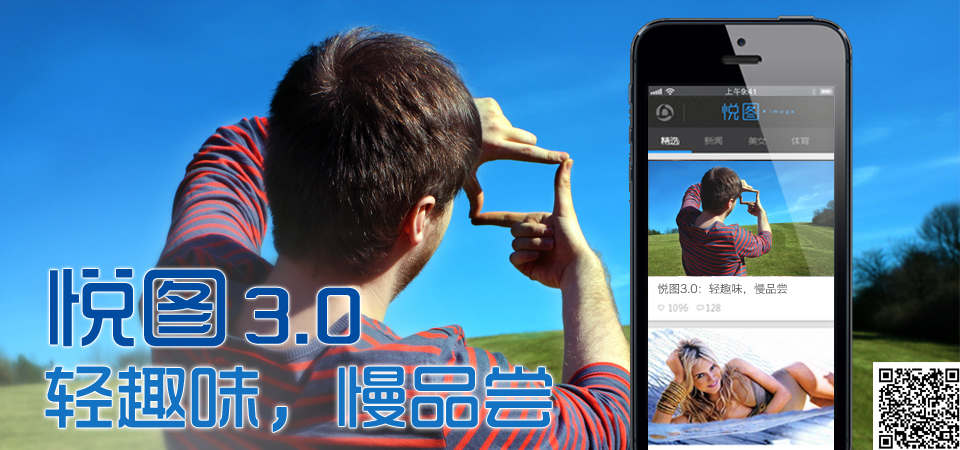 悦图 3.0
轻趣味，慢品尝
上午9:41
悦图 · image
精选 新闻 美女 体育
悦图3.0：轻趣味，慢品尝
1096 128